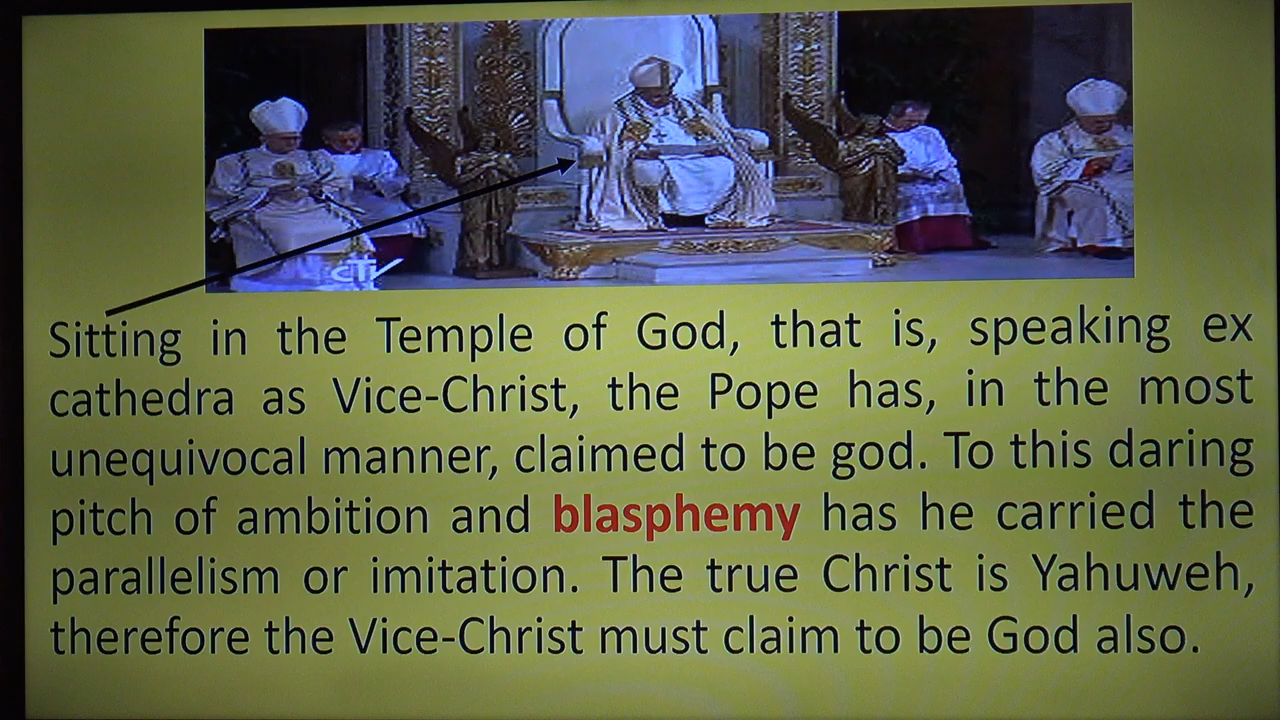 CTV
Sitting in the Temple of God, that is, speaking ex
cathedra as Vice-Christ, the Pope has, in the most
unequivocal manner, claimed to be god. To this daring
pitch of ambition and blasphemy has he carried the
parallelism or imitation. The true Christ is Yahuweh,
therefore the Vice-Christ must claim to be God also.